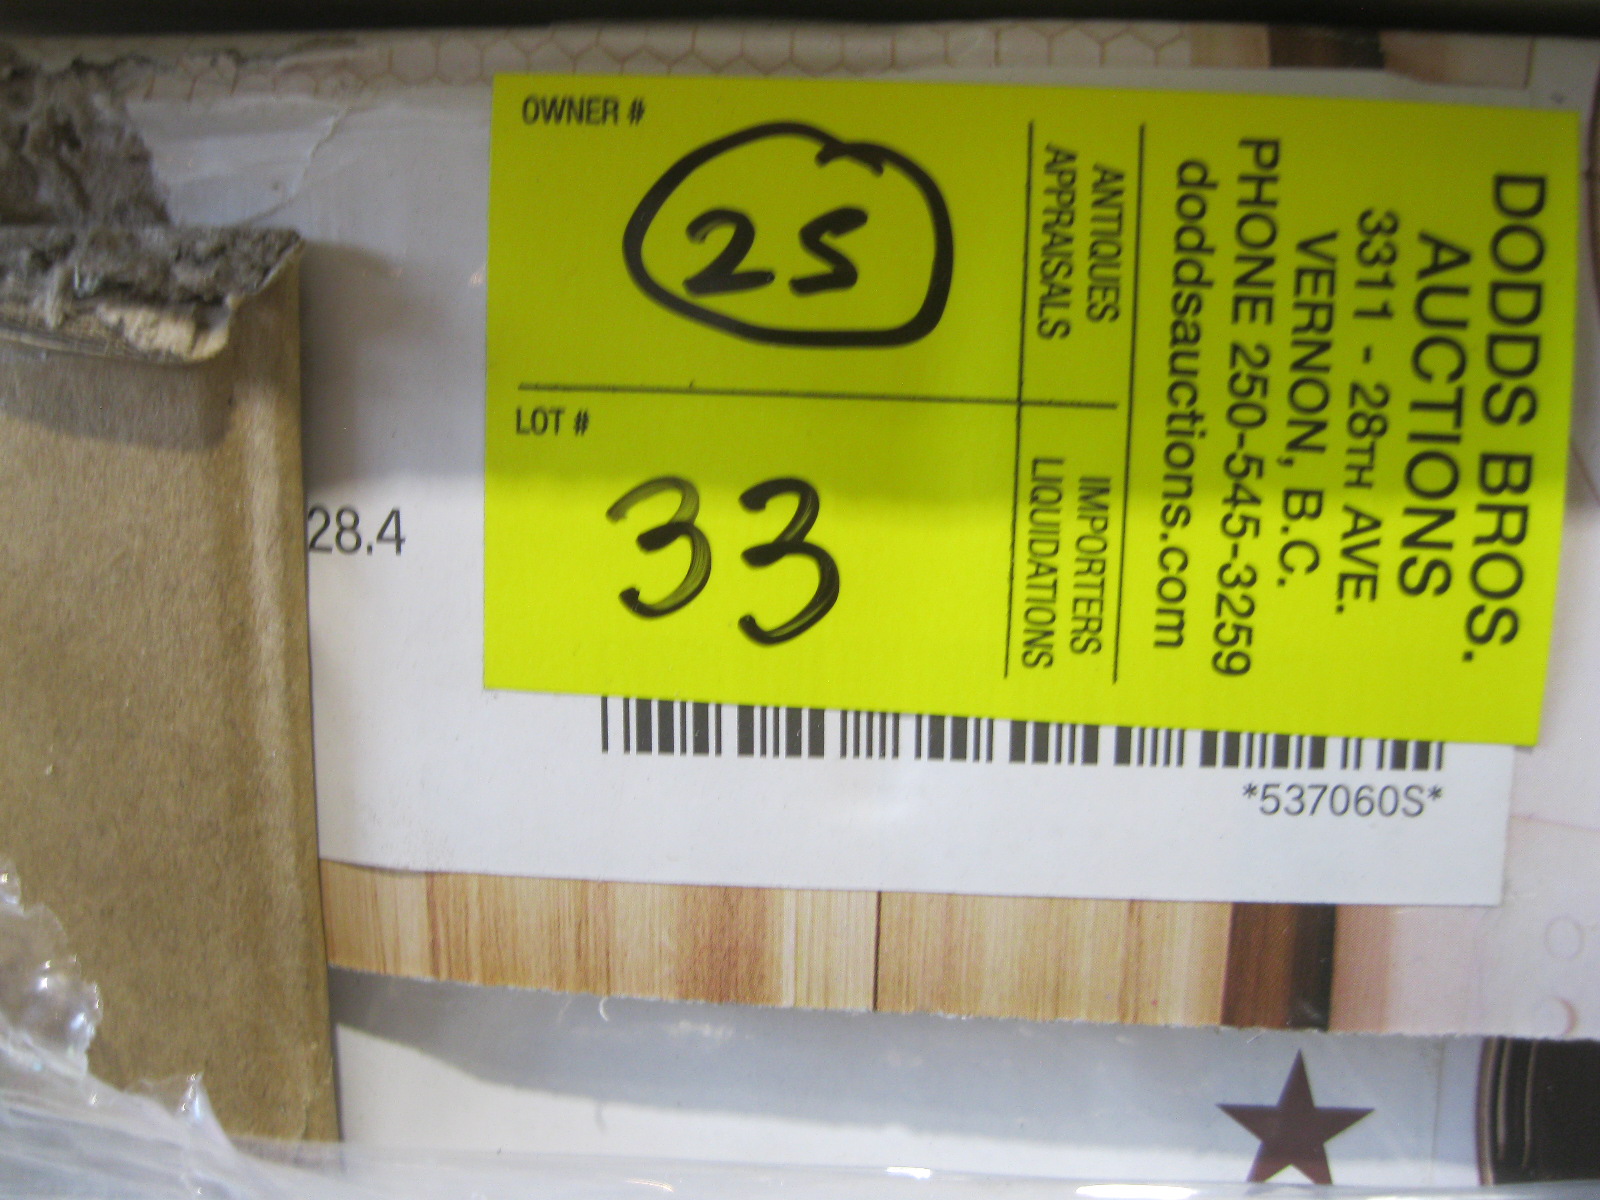 DODDS BROS.
AUCTIONS
3311 - 28TH AVE.
VERNON, B.C.
PHONE 250-545-3259
doddsauctions.com
ANTIQUES
APPRAISALS
IMPORTERS
LIQUIDATIONS
OWNER #
25
LOT #
33
28.4
*537060S*